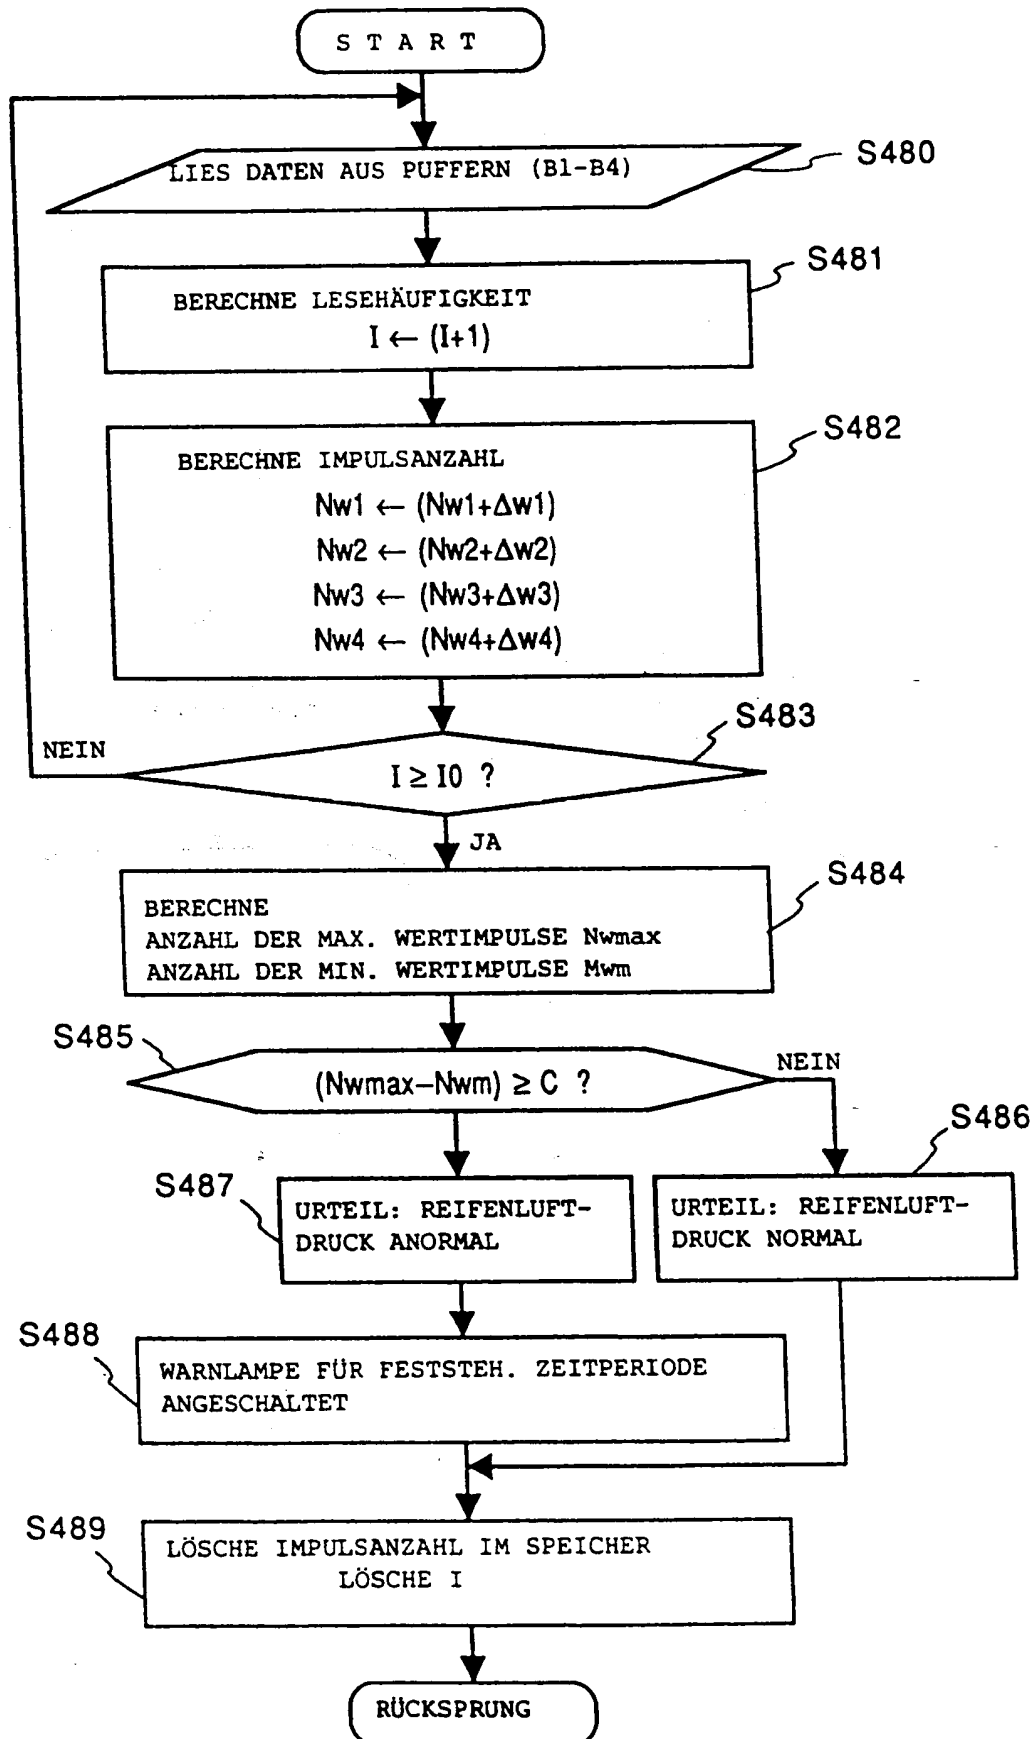 START
LIES DATEN AUS PUFFERN (B1-B4)
S480
S481
BERECHNE LESEHÄUFIGKEIT
I ← (I+1)
S482
BERECHNE IMPULSANZAHL
Nw1 ← (Nw1+Δw1)
Nw2 ← (Nw2+Δw2)
Nw3 ← (Nw3+Δw3)
Nw4 ← (Nw4+Δw4)
S483
NEIN
I ≥ I0 ?
JA
S484
BERECHNE
ANZAHL DER MAX. WERTIMPULSE Nwmax
ANZAHL DER MIN. WERTIMPULSE Mwm
S485
NEIN
(Nwmax–Nwm) ≥ C ?
S486
S487
URTEIL: REIFENLUFT-
DRUCK ANORMAL
URTEIL: REIFENLUFT-
DRUCK NORMAL
S488
WARNLAMPE FÜR FESTSTEH. ZEITPERIODE
ANGESCHALTET
S489
LÖSCHE IMPULSANZAHL IM SPEICHER
LÖSCHE I
RÜCKSPRUNG